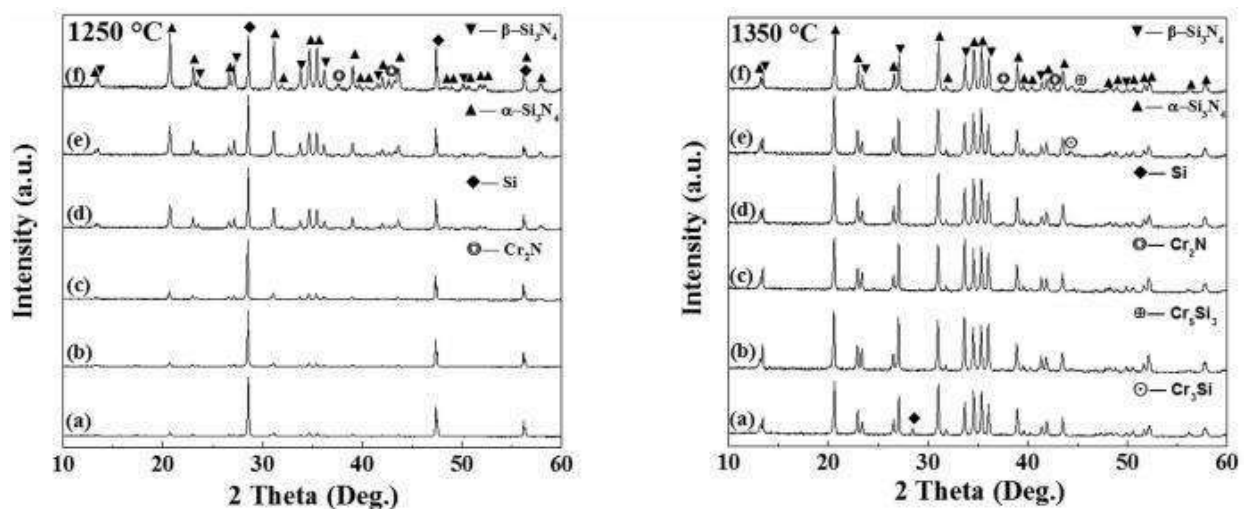 1250 °C
▼— β–Si3N4
(f)
▲— α–Si3N4
(e)
◆— Si
(d)
◎— Cr2N
(c)
(b)
(a)
10 20 30 40 50 60
2 Theta (Deg.)
Intensity (a.u.)
1350 °C
▼— β–Si3N4
(f)
▲— α–Si3N4
(e)
◆— Si
(d)
◎— Cr2N
(c)
⊕— Cr5Si3
(b)
⊙— Cr3Si
(a)
10 20 30 40 50 60
2 Theta (Deg.)
Intensity (a.u.)